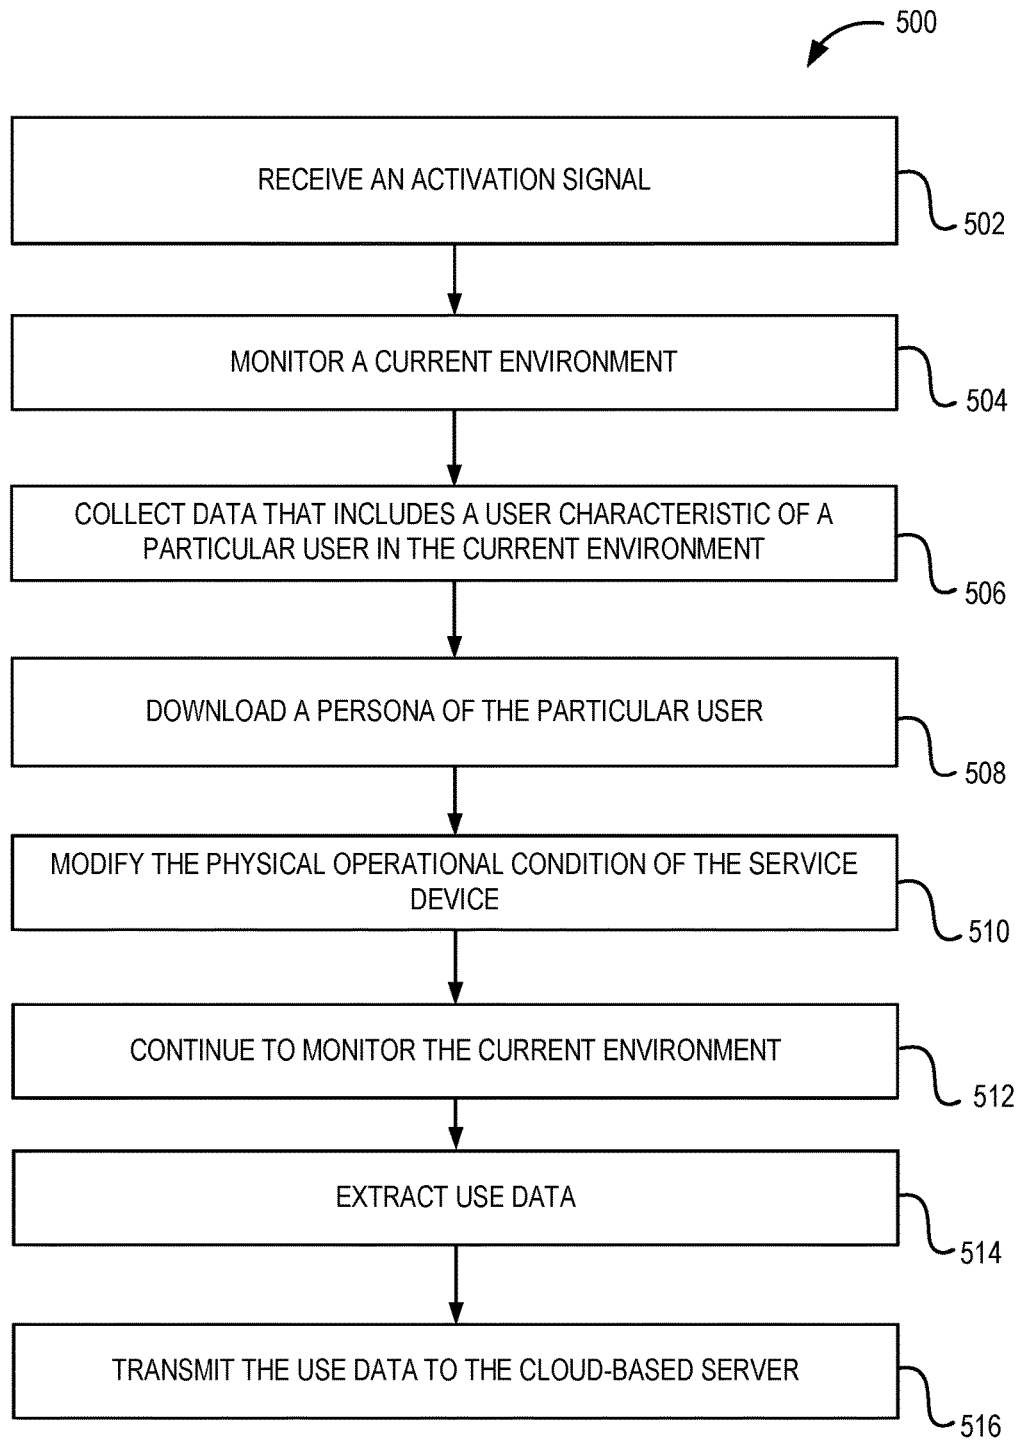 500
RECEIVE AN ACTIVATION SIGNAL
502
MONITOR A CURRENT ENVIRONMENT
504
COLLECT DATA THAT INCLUDES A USER CHARACTERISTIC OF A
PARTICULAR USER IN THE CURRENT ENVIRONMENT
506
DOWNLOAD A PERSONA OF THE PARTICULAR USER
508
MODIFY THE PHYSICAL OPERATIONAL CONDITION OF THE SERVICE
DEVICE
510
CONTINUE TO MONITOR THE CURRENT ENVIRONMENT
512
EXTRACT USE DATA
514
TRANSMIT THE USE DATA TO THE CLOUD-BASED SERVER
516